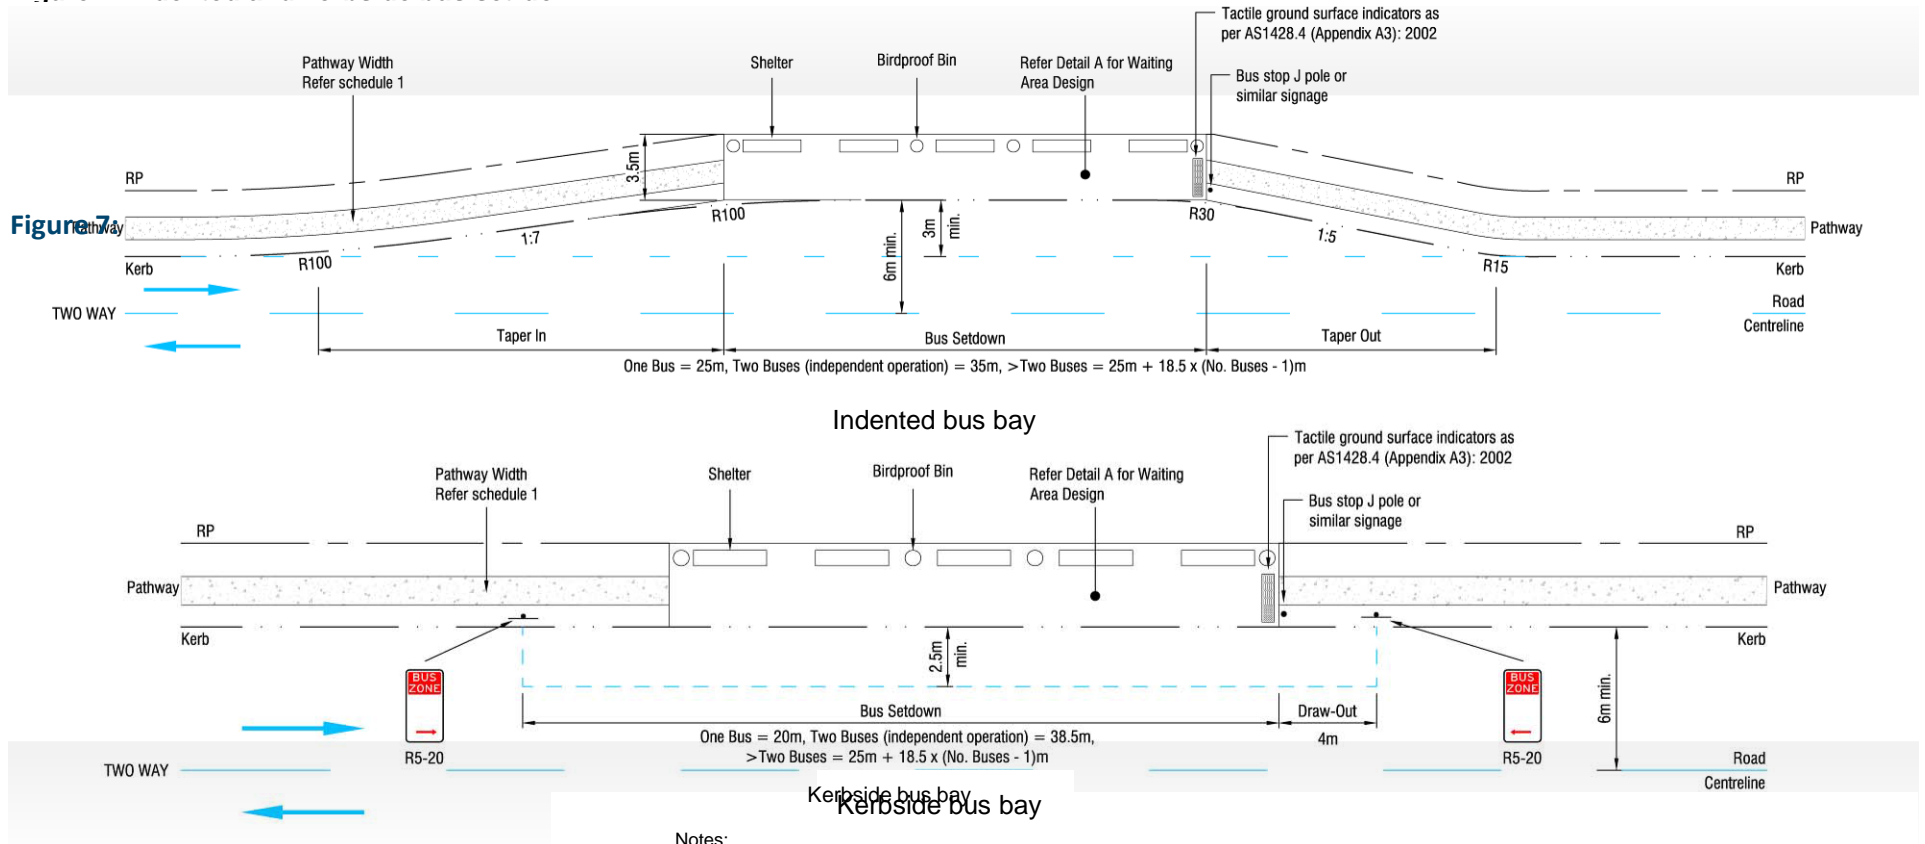 Tactile ground surface indicators as
per AS1428.4 (Appendix A3): 2002
Pathway Width
Refer schedule 1
Shelter
Birdproof Bin
Refer Detail A for Waiting
Area Design
Bus stop J pole or
similar signage
3.5m
RP
RP
Figure 7:
Pathway
Pathway
R100
R30
1:7
3m
min.
1:5
R100
R15
Kerb
Kerb
6m min.
TWO WAY
Road
Centreline
Taper In
Bus Setdown
Taper Out
One Bus = 25m, Two Buses (independent operation) = 35m, >Two Buses = 25m + 18.5 x (No. Buses - 1)m
Indented bus bay
Tactile ground surface indicators as
per AS1428.4 (Appendix A3): 2002
Pathway Width
Refer schedule 1
Shelter
Birdproof Bin
Refer Detail A for Waiting
Area Design
Bus stop J pole or
similar signage
RP
RP
Pathway
Pathway
Kerb
Kerb
2.5m
min.
BUS
ZONE
BUS
ZONE
6m min.
Bus Setdown
Draw-Out
One Bus = 20m, Two Buses (independent operation) = 38.5m,
>Two Buses = 25m + 18.5 x (No. Buses - 1)m
4m
R5-20
R5-20
TWO WAY
Road
Centreline
Kerbside bus bay
Kerbside bus bay
Notes: